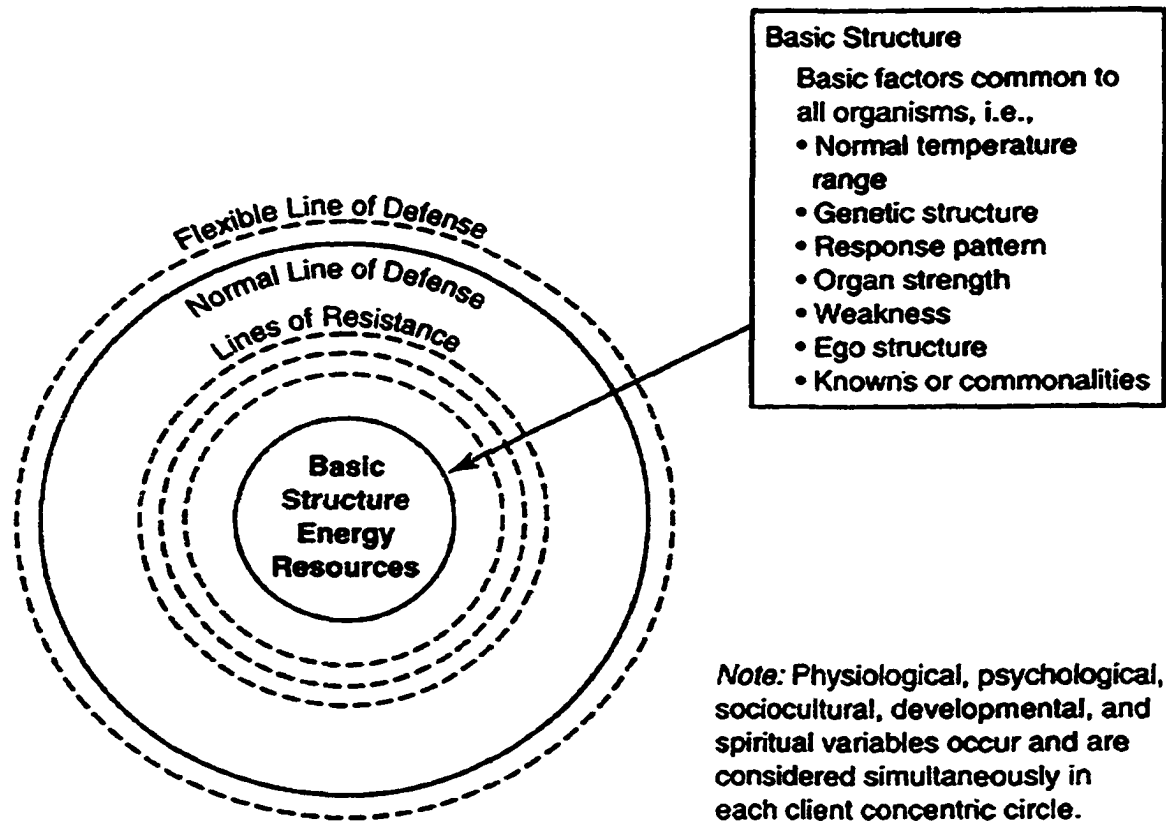 Flexible Line of Defense
Normal Line of Defense
Lines of Resistance
Basic
Structure
Energy
Resources
Basic Structure
Basic factors common to
all organisms, i.e.,
• Normal temperature
range
• Genetic structure
• Response pattern
• Organ strength
• Weakness
• Ego structure
• Knowns or commonalities
Note: Physiological, psychological,
sociocultural, developmental, and
spiritual variables occur and are
considered simultaneously in
each client concentric circle.